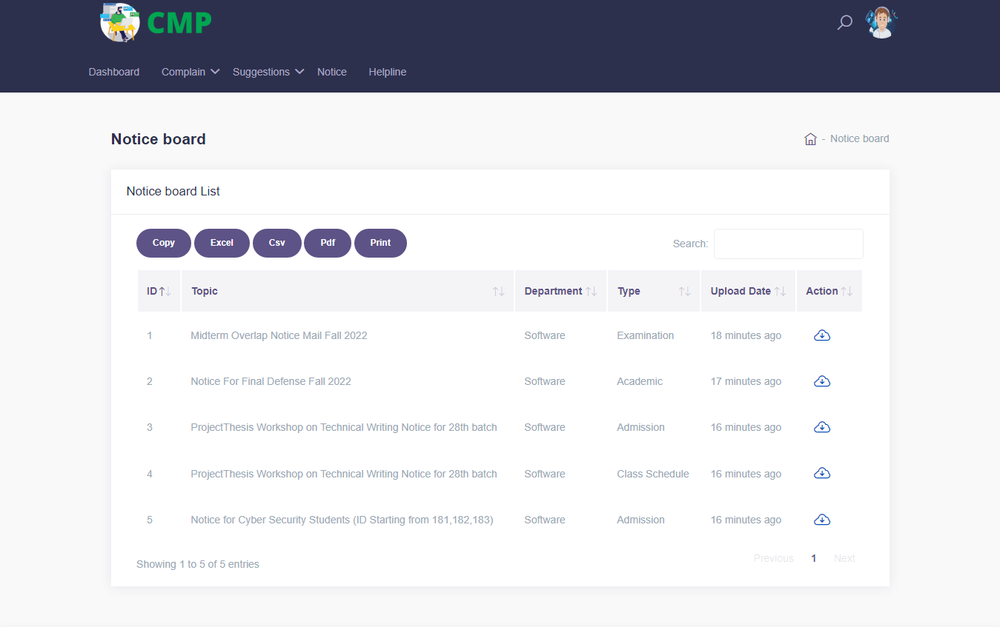 CMP
Dashboard Complain Suggestions Notice Helpline
Notice board
- Notice board
Notice board List
Copy Excel Csv Pdf Print Search:
ID Topic Department Type Upload Date Action
1 Midterm Overlap Notice Mail Fall 2022 Software Examination 18 minutes ago
2 Notice For Final Defense Fall 2022 Software Academic 17 minutes ago
3 ProjectThesis Workshop on Technical Writing Notice for 28th batch Software Admission 16 minutes ago
4 ProjectThesis Workshop on Technical Writing Notice for 28th batch Software Class Schedule 16 minutes ago
5 Notice for Cyber Security Students (ID Starting from 181,182,183) Software Admission 16 minutes ago
Showing 1 to 5 of 5 entries
Previous 1 Next